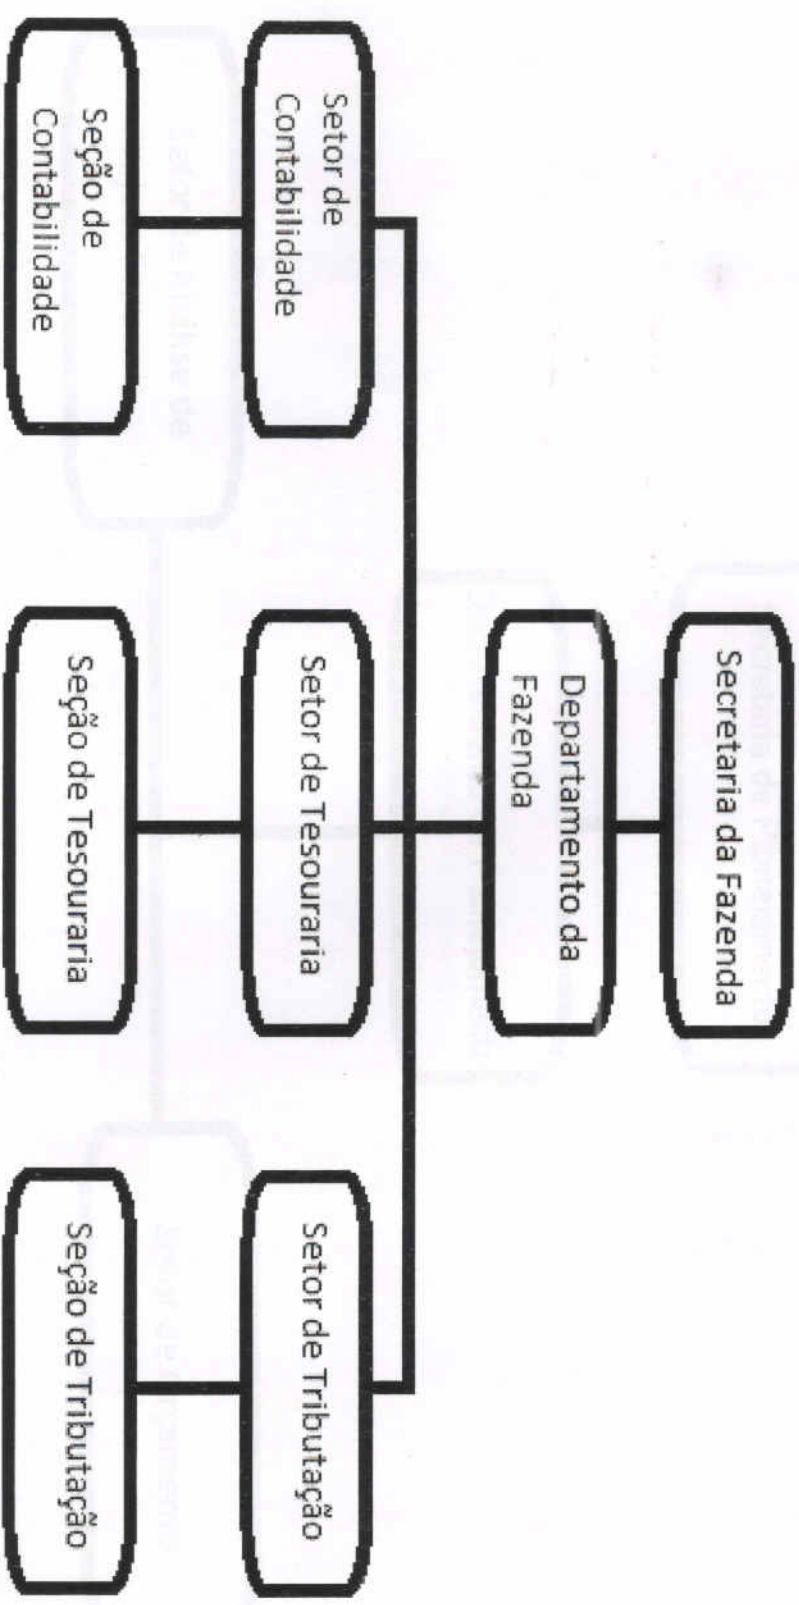 Secretaria da Fazenda
Departamento da
Fazenda
Setor de
Contabilidade
Setor de Tesouraria
Setor de Tributação
Seção de
Contabilidade
Seção de Tesouraria
Seção de Tributação